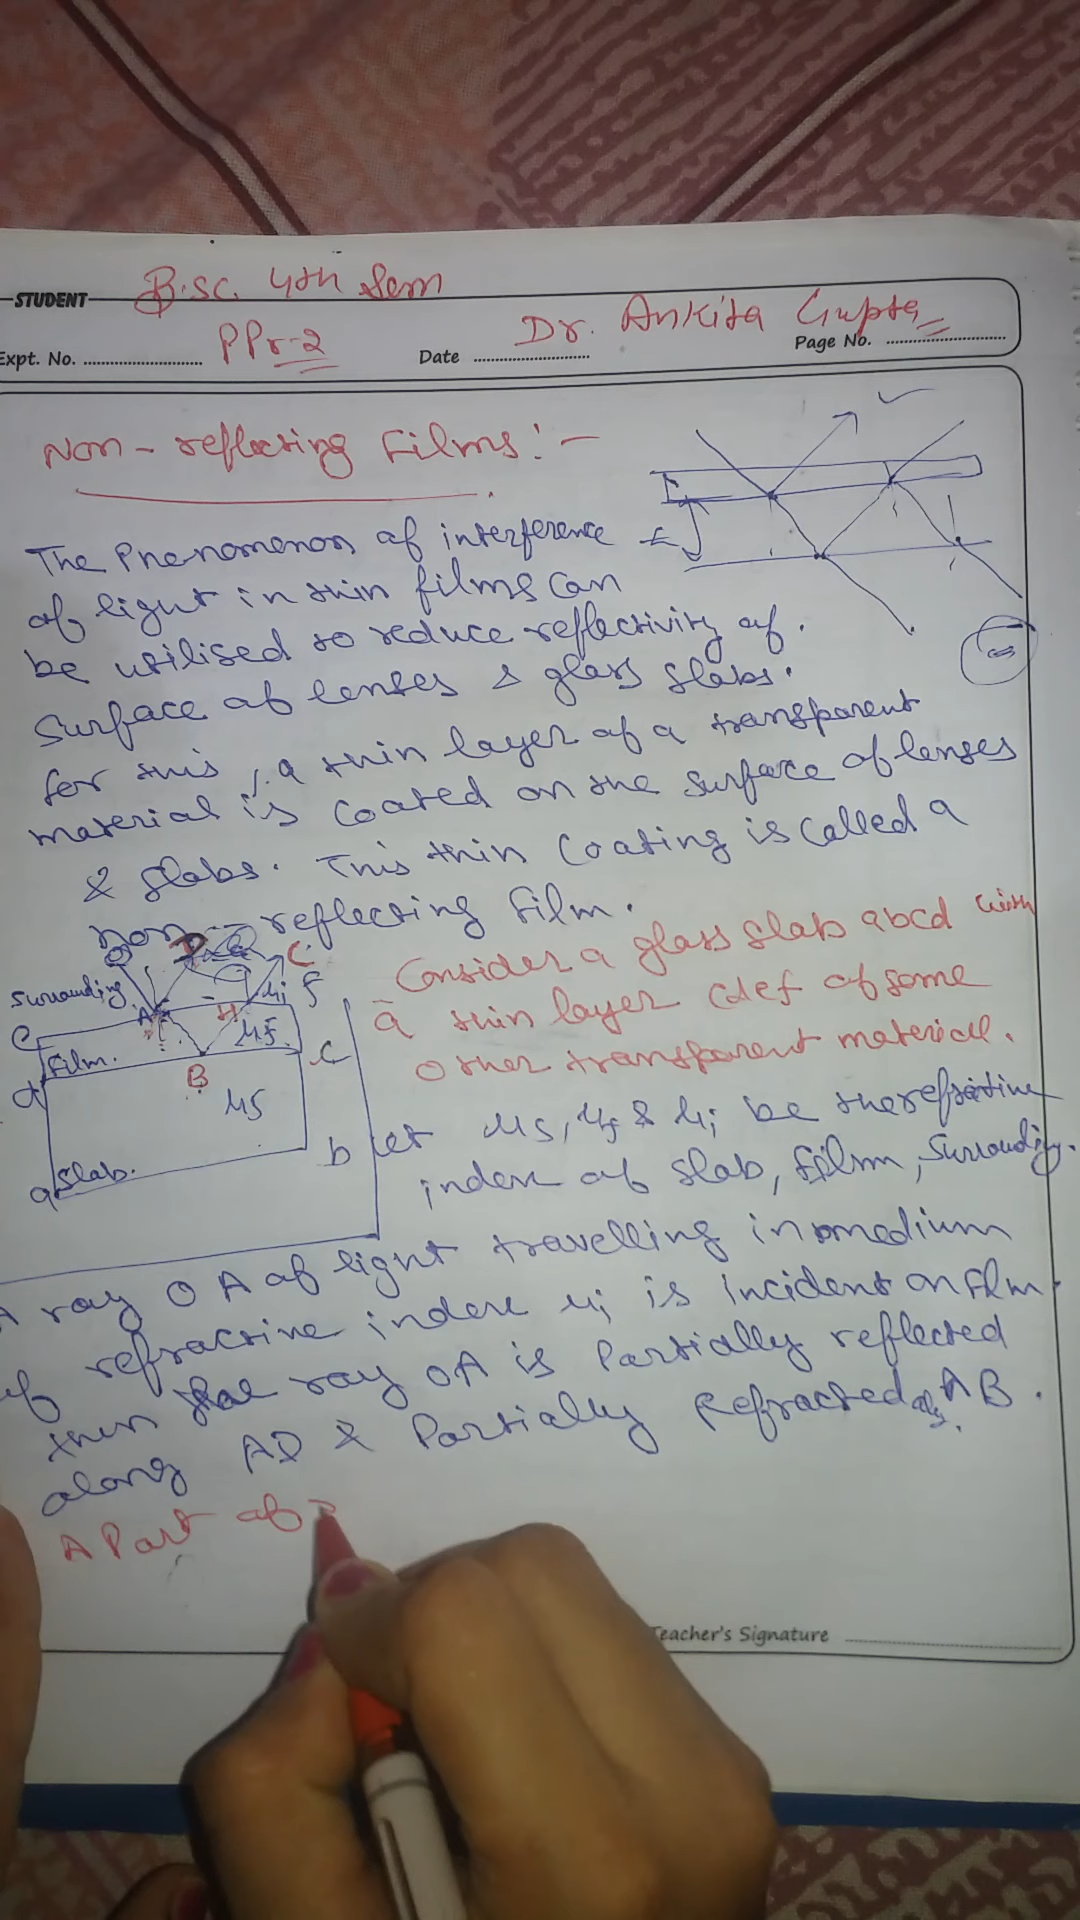 B.sc. 4th Sem
STUDENT
Expt. No. PPr-2 Date Dr. Ankita Gupta Page No.
Non-reflecting Films:-
The Phenomenon of interference
of light in thin films can
be utilised to reduce reflectivity of.
Surface of lenses & glass slabs.
for this, a thin layer of a transparent
material is coated on the surface of lenses
& slabs. This thin Coating is called a
non-reflecting film.
t
Consider a glass slab abcd with
a thin layer cdef of some
other transparent material.
Surrounding
D
C
A
H
μi
f
e
film.
μf
c
d
B
μs
b
a
slab.
let μs, μf & μi be the refractive
index of slab, film, Surrounding.
A ray OA of light travelling in medium
of refractive index μi is incident on film.
then the ray OA is Partially reflected
along AD & Partially Refracted as AB.
A Part of
Teacher's Signature